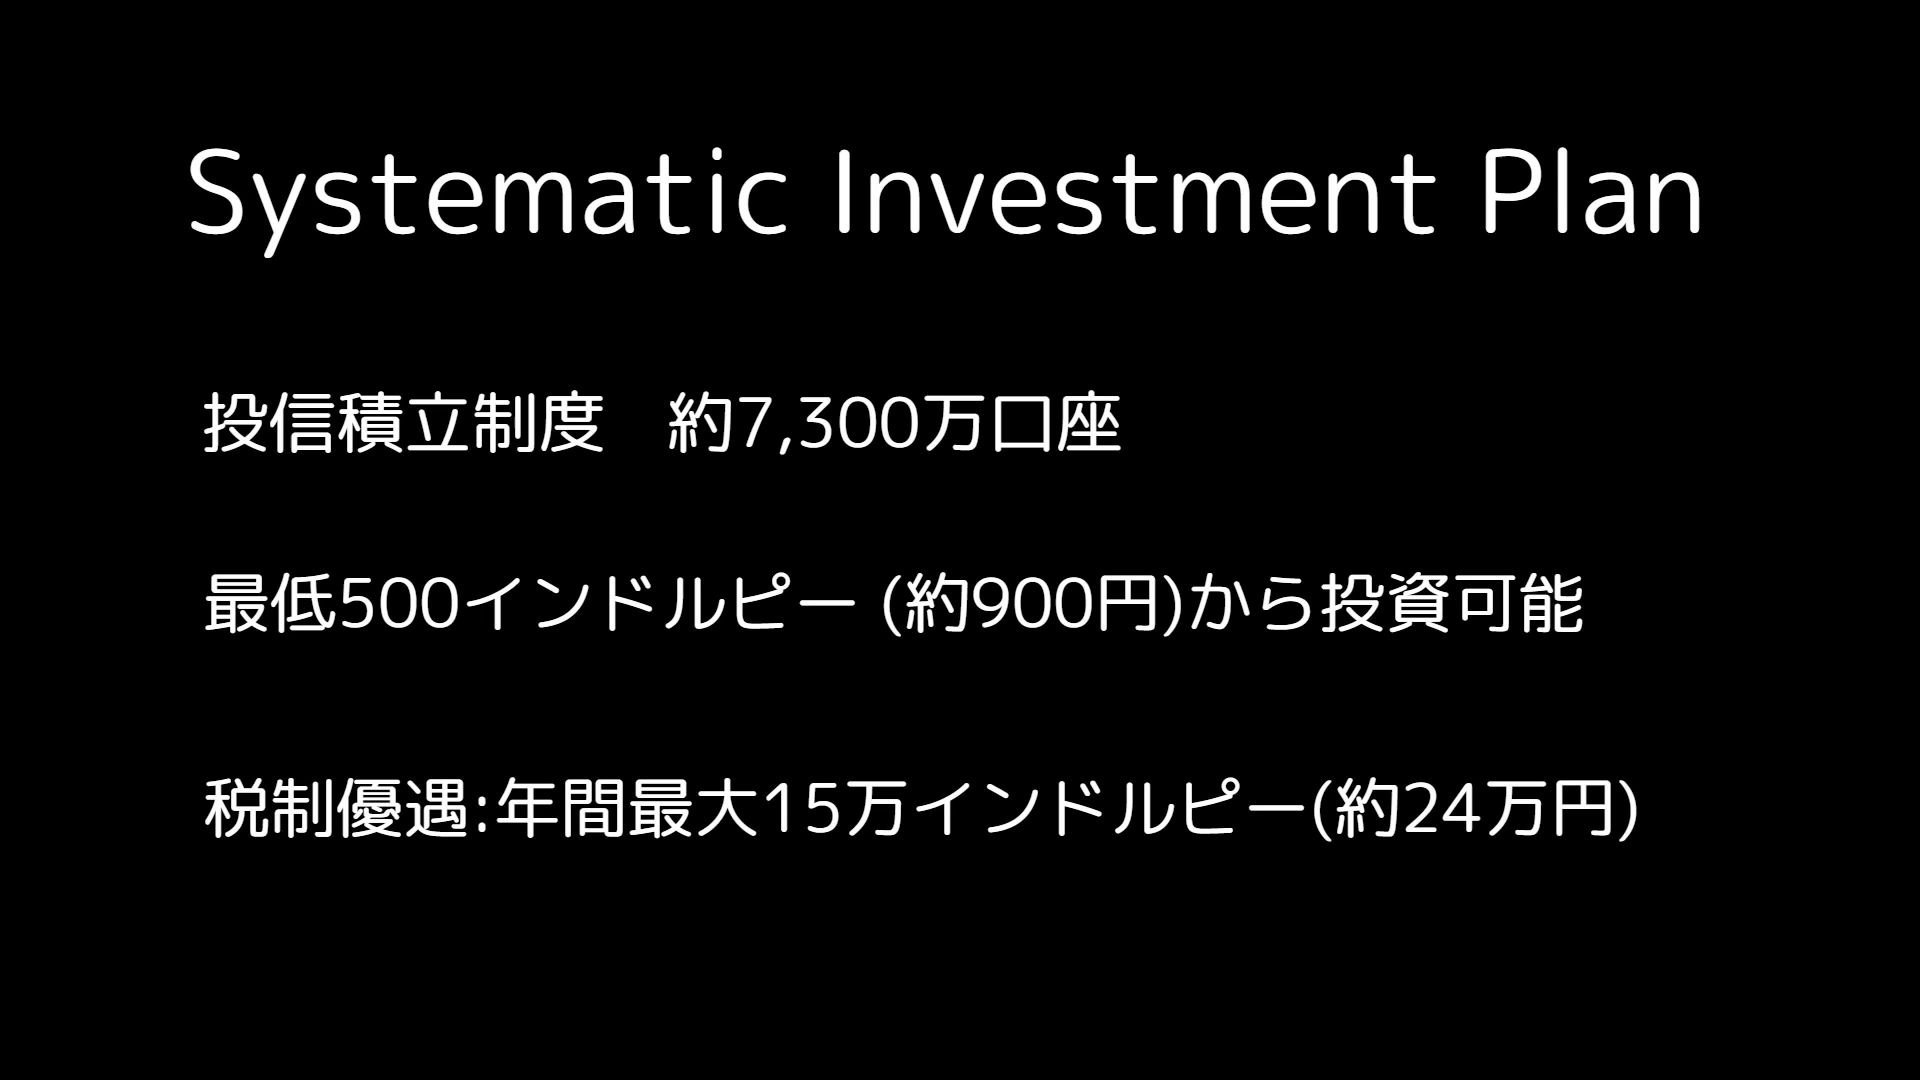 Systematic Investment Plan
投信積立制度　約7,300万口座
最低500インドルピー (約900円)から投資可能
税制優遇:年間最大15万インドルピー(約24万円)